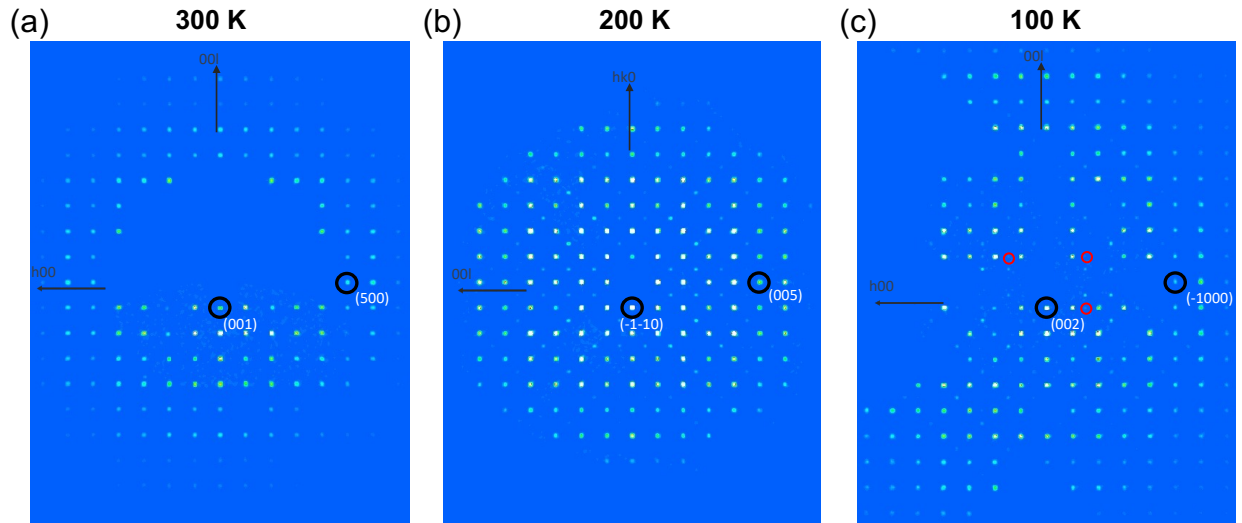 (a) 300 K
(b) 200 K
(c) 100 K
00l
hk0
00l
h00
(500)
(001)
00l
(005)
(-1-10)
h00
(-1000)
(002)